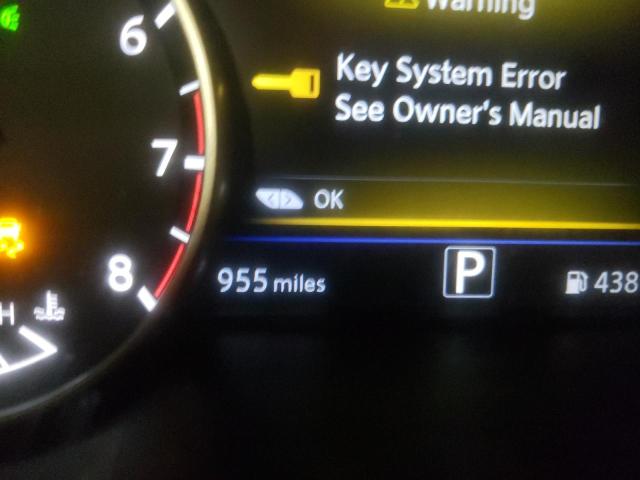 Warning
6
Key System Error
See Owner's Manual
7
OK
8
955 miles
P
438
H